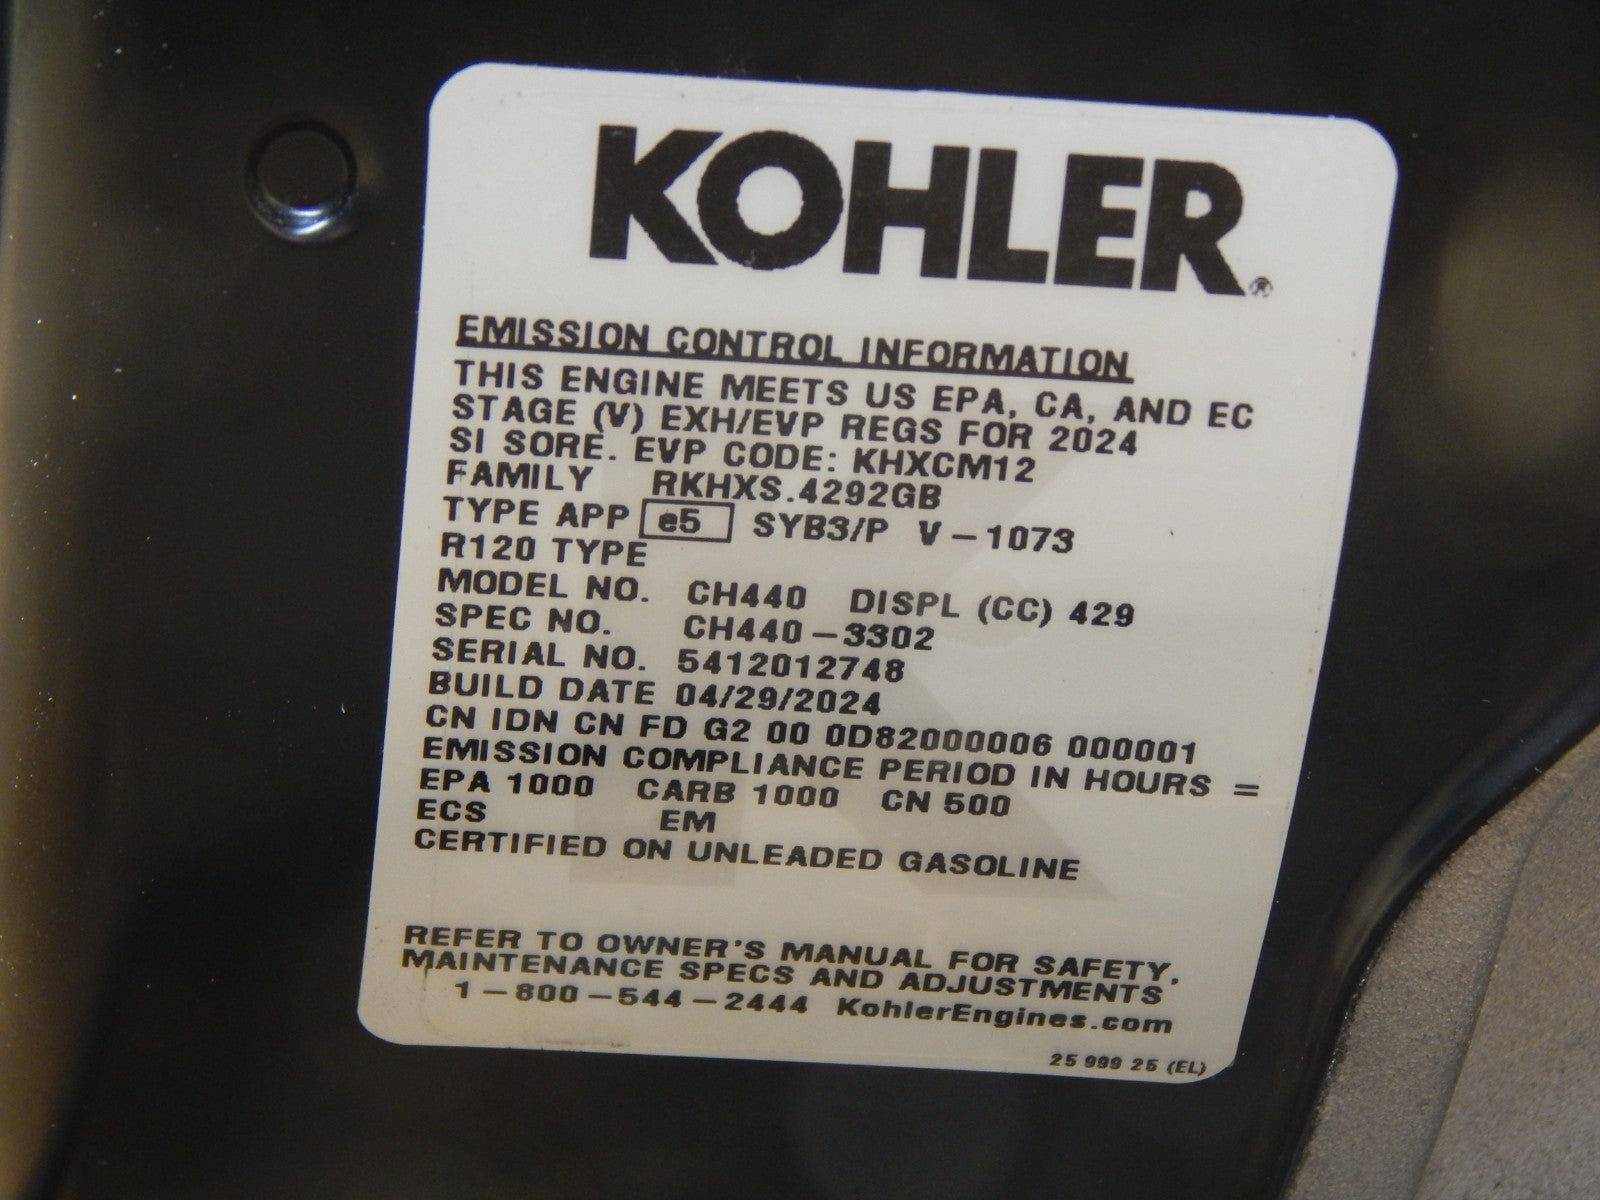 KOHLER®
EMISSION CONTROL INFORMATION
THIS ENGINE MEETS US EPA, CA, AND EC
STAGE (V) EXH/EVP REGS FOR 2024
SI SORE. EVP CODE: KHXCM12
FAMILY RKHXS.4292GB
TYPE APP e5 SYB3/P V-1073
R120 TYPE
MODEL NO. CH440 DISPL (CC) 429
SPEC NO. CH440-3302
SERIAL NO. 5412012748
BUILD DATE 04/29/2024
CN IDN CN FD G2 00 0D82000006 000001
EMISSION COMPLIANCE PERIOD IN HOURS =
EPA 1000 CARB 1000 CN 500
ECS EM
CERTIFIED ON UNLEADED GASOLINE
REFER TO OWNER'S MANUAL FOR SAFETY,
MAINTENANCE SPECS AND ADJUSTMENTS
1-800-544-2444 KohlerEngines.com
25 999 25 (EL)